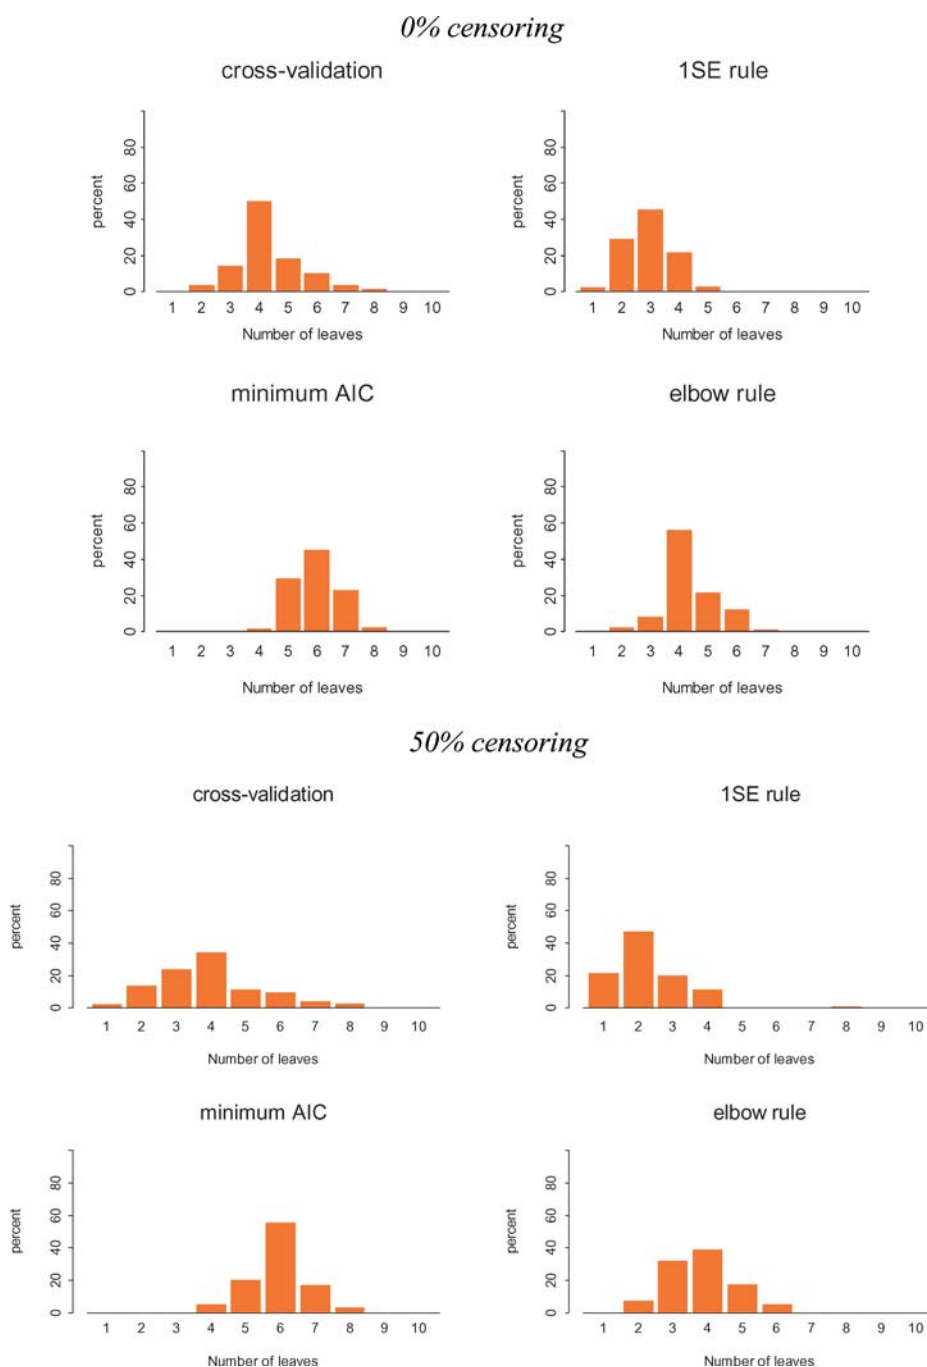 0% censoring
cross-validation
percent
0 20 40 60 80
1 2 3 4 5 6 7 8 9 10
Number of leaves
1SE rule
percent
0 20 40 60 80
1 2 3 4 5 6 7 8 9 10
Number of leaves
minimum AIC
percent
0 20 40 60 80
1 2 3 4 5 6 7 8 9 10
Number of leaves
elbow rule
percent
0 20 40 60 80
1 2 3 4 5 6 7 8 9 10
Number of leaves
50% censoring
cross-validation
percent
0 20 40 60 80
1 2 3 4 5 6 7 8 9 10
Number of leaves
1SE rule
percent
0 20 40 60 80
1 2 3 4 5 6 7 8 9 10
Number of leaves
minimum AIC
percent
0 20 40 60 80
1 2 3 4 5 6 7 8 9 10
Number of leaves
elbow rule
percent
0 20 40 60 80
1 2 3 4 5 6 7 8 9 10
Number of leaves